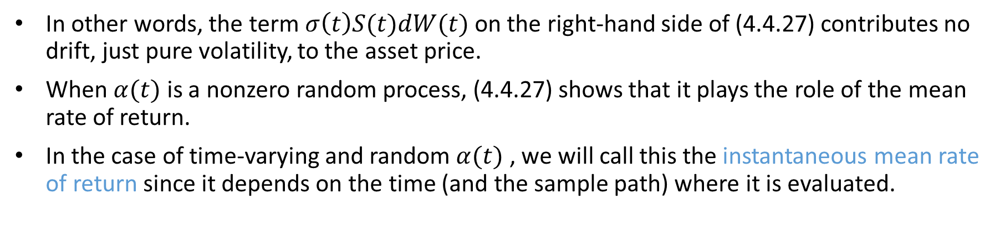 • In other words, the term 𝜎(𝑡)𝑆(𝑡)𝑑𝑊(𝑡) on the right-hand side of (4.4.27) contributes no
drift, just pure volatility, to the asset price.
• When 𝛼(𝑡) is a nonzero random process, (4.4.27) shows that it plays the role of the mean
rate of return.
• In the case of time-varying and random 𝛼(𝑡) , we will call this the instantaneous mean rate
of return since it depends on the time (and the sample path) where it is evaluated.